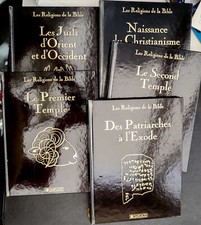 Les Religions de la Bible
Les Juifs
d'Orient
et d'Occident
Les Religions de la Bible
Naissance
du Christianisme
Les Religions de la Bible
Le Premier
Temple
Les Religions de la Bible
Le Second
Temple
Les Religions de la Bible
Des Patriarches
à l'Exode